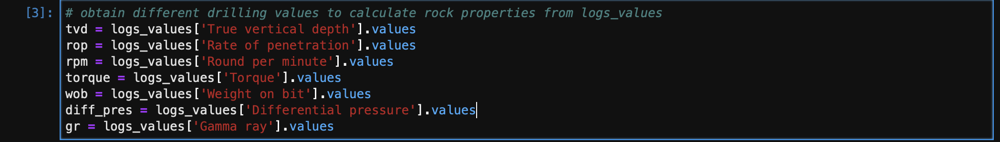 [3]: # obtain different drilling values to calculate rock properties from logs_values
tvd = logs_values['True vertical depth'].values
rop = logs_values['Rate of penetration'].values
rpm = logs_values['Round per minute'].values
torque = logs_values['Torque'].values
wob = logs_values['Weight on bit'].values
diff_pres = logs_values['Differential pressure'].values
gr = logs_values['Gamma ray'].values